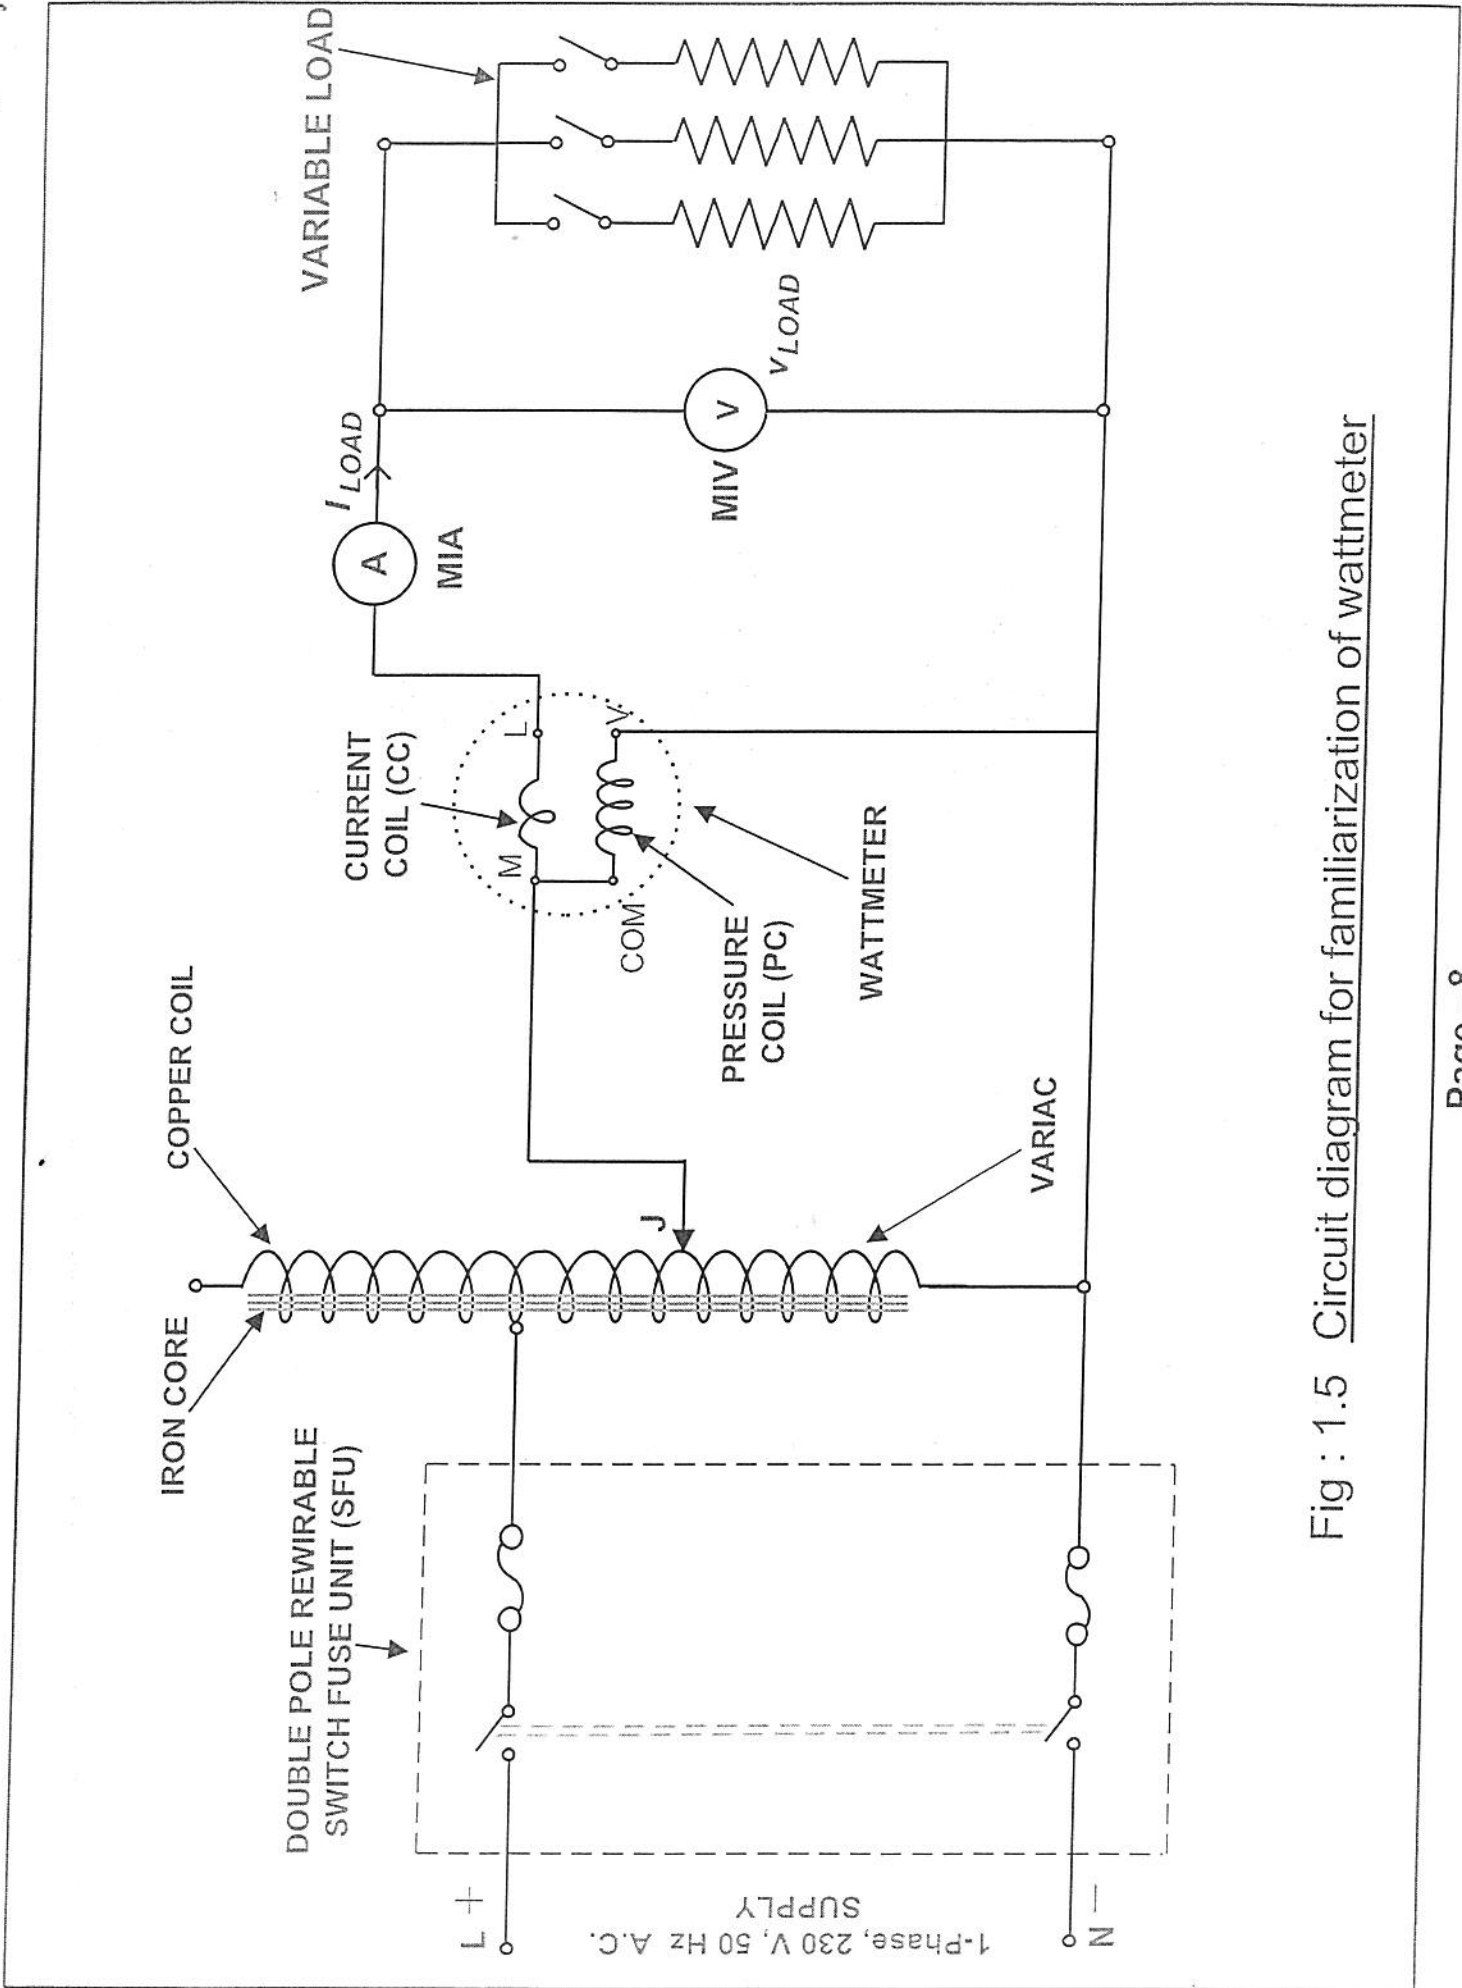 VARIABLE LOAD
I LOAD
A
MIA
V
MIV
V LOAD
CURRENT
COIL (CC)
L
V
M
COM
PRESSURE
COIL (PC)
WATTMETER
COPPER COIL
IRON CORE
J
VARIAC
DOUBLE POLE REWIRABLE
SWITCH FUSE UNIT (SFU)
L +
1-Phase, 230 V, 50 Hz A.C.
SUPPLY
N −
Fig : 1.5 Circuit diagram for familiarization of wattmeter